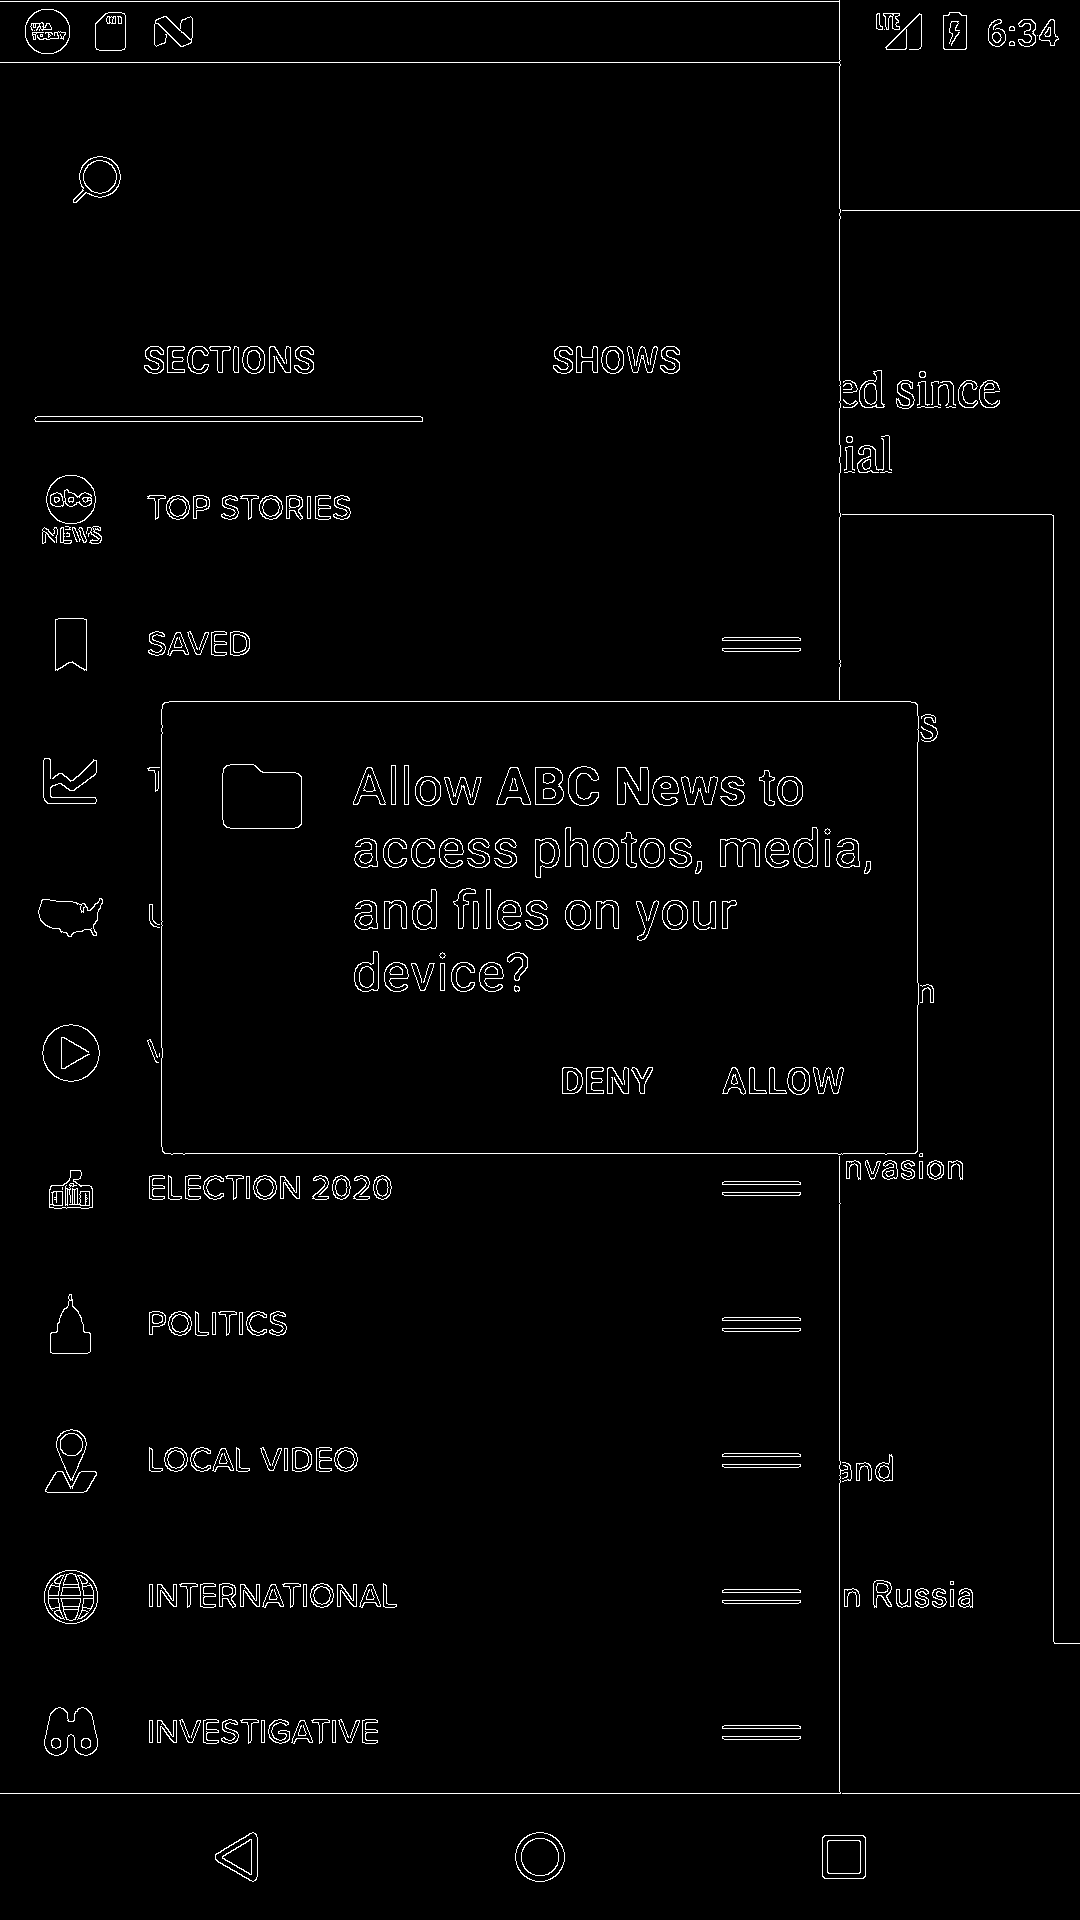 USA TODAY
LTE 6:34
SECTIONS SHOWS
ed since
ial
abc NEWS TOP STORIES
SAVED
s
T
Allow ABC News to
access photos, media,
and files on your
device?
n
DENY ALLOW
nvasion
ELECTION 2020
POLITICS
LOCAL VIDEO
and
INTERNATIONAL
n Russia
INVESTIGATIVE